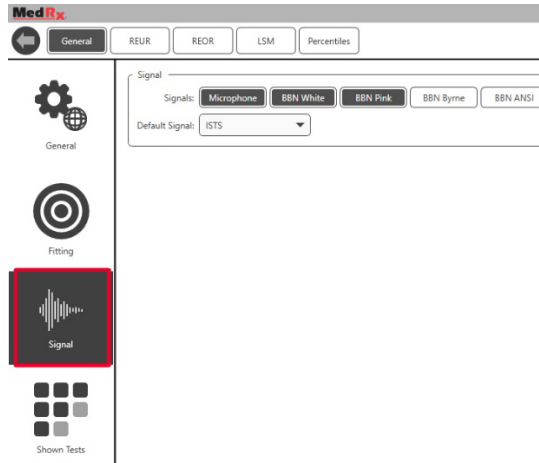 MedRx
General REUR REOR LSM Percentiles
Signal
Signals: Microphone BBN White BBN Pink BBN Byrne BBN ANSI
Default Signal: ISTS
General
Fitting
Signal
Shown Tests